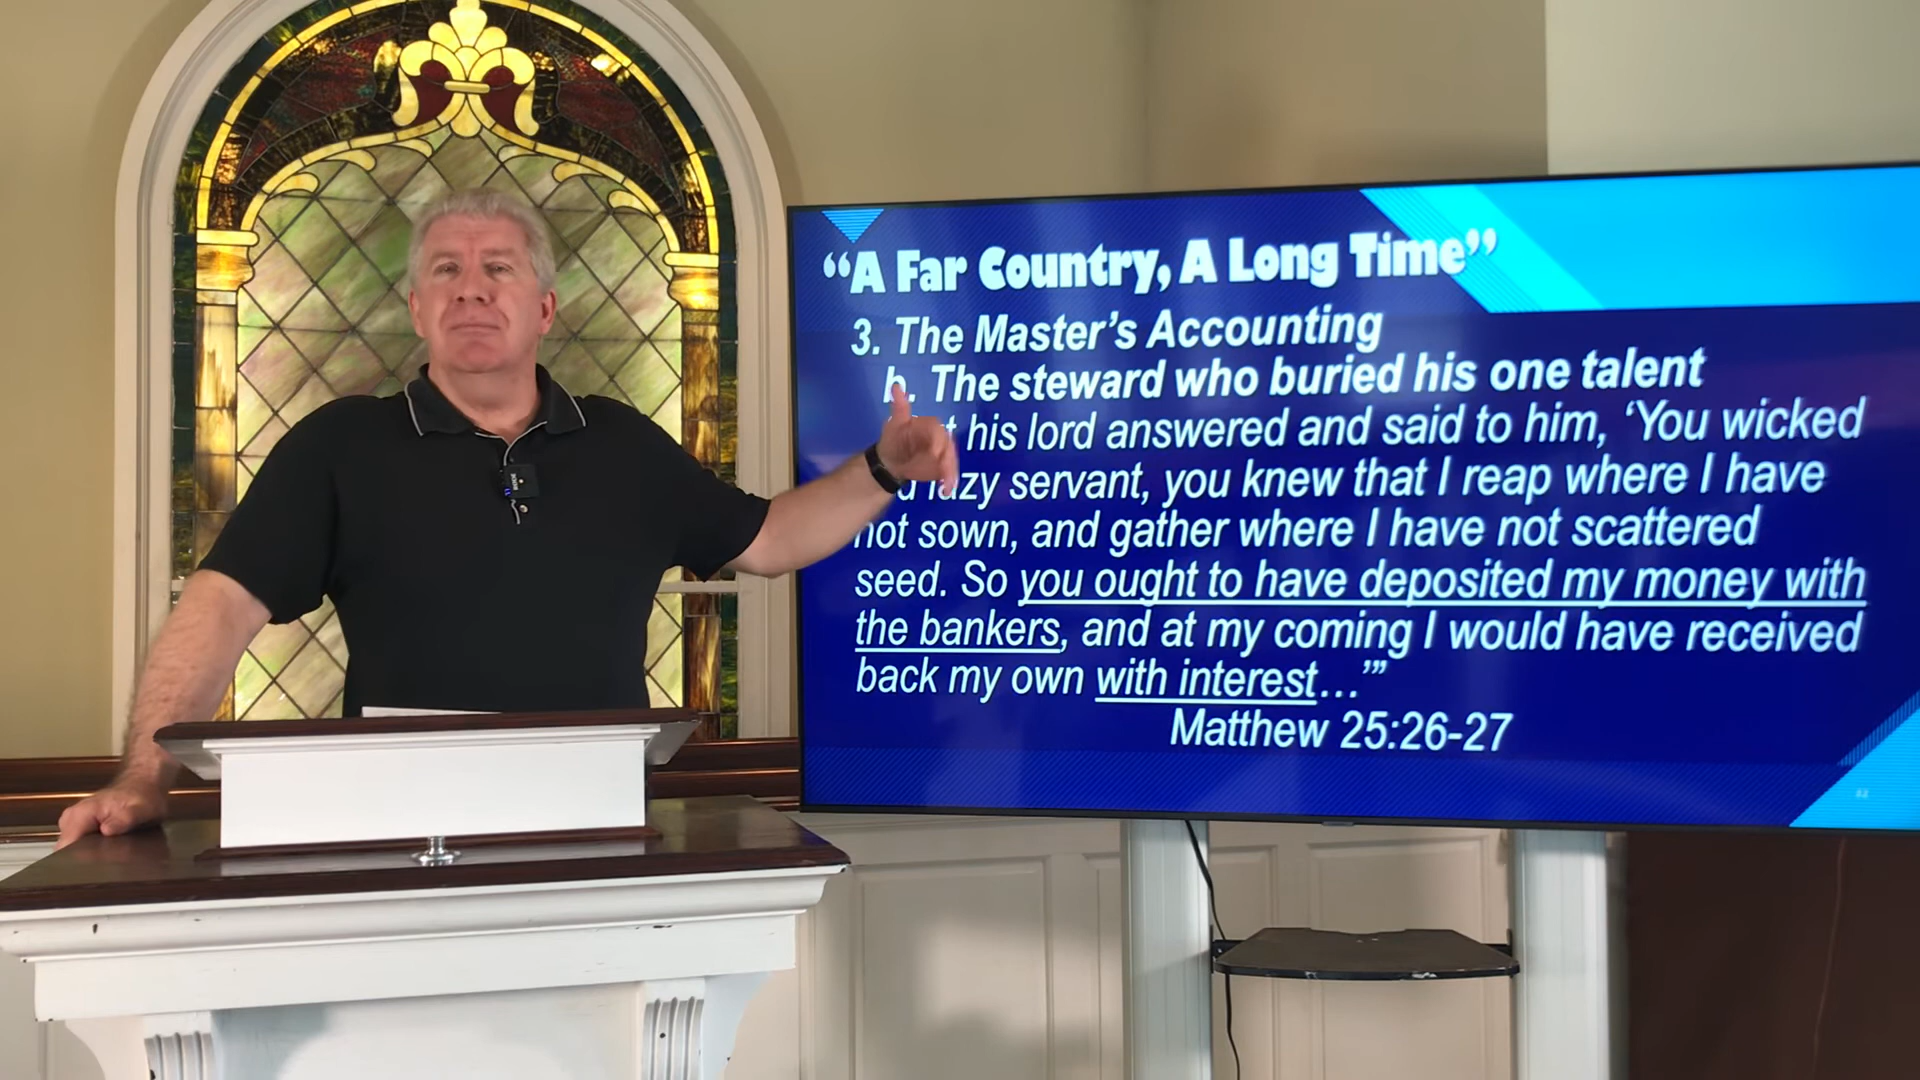 “A Far Country, A Long Time”
3. The Master’s Accounting
b. The steward who buried his one talent
his lord answered and said to him, ‘You wicked
lazy servant, you knew that I reap where I have
not sown, and gather where I have not scattered
seed. So you ought to have deposited my money with
the bankers, and at my coming I would have received
back my own with interest…’”
Matthew 25:26-27